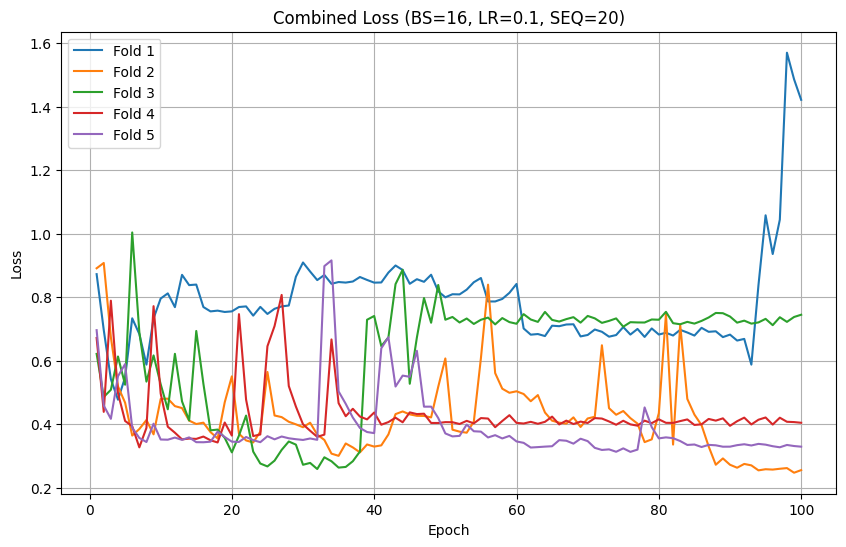 Combined Loss (BS=16, LR=0.1, SEQ=20)
Fold 1
Fold 2
Fold 3
Fold 4
Fold 5
Loss
1.6
1.4
1.2
1.0
0.8
0.6
0.4
0.2
0 20 40 60 80 100
Epoch